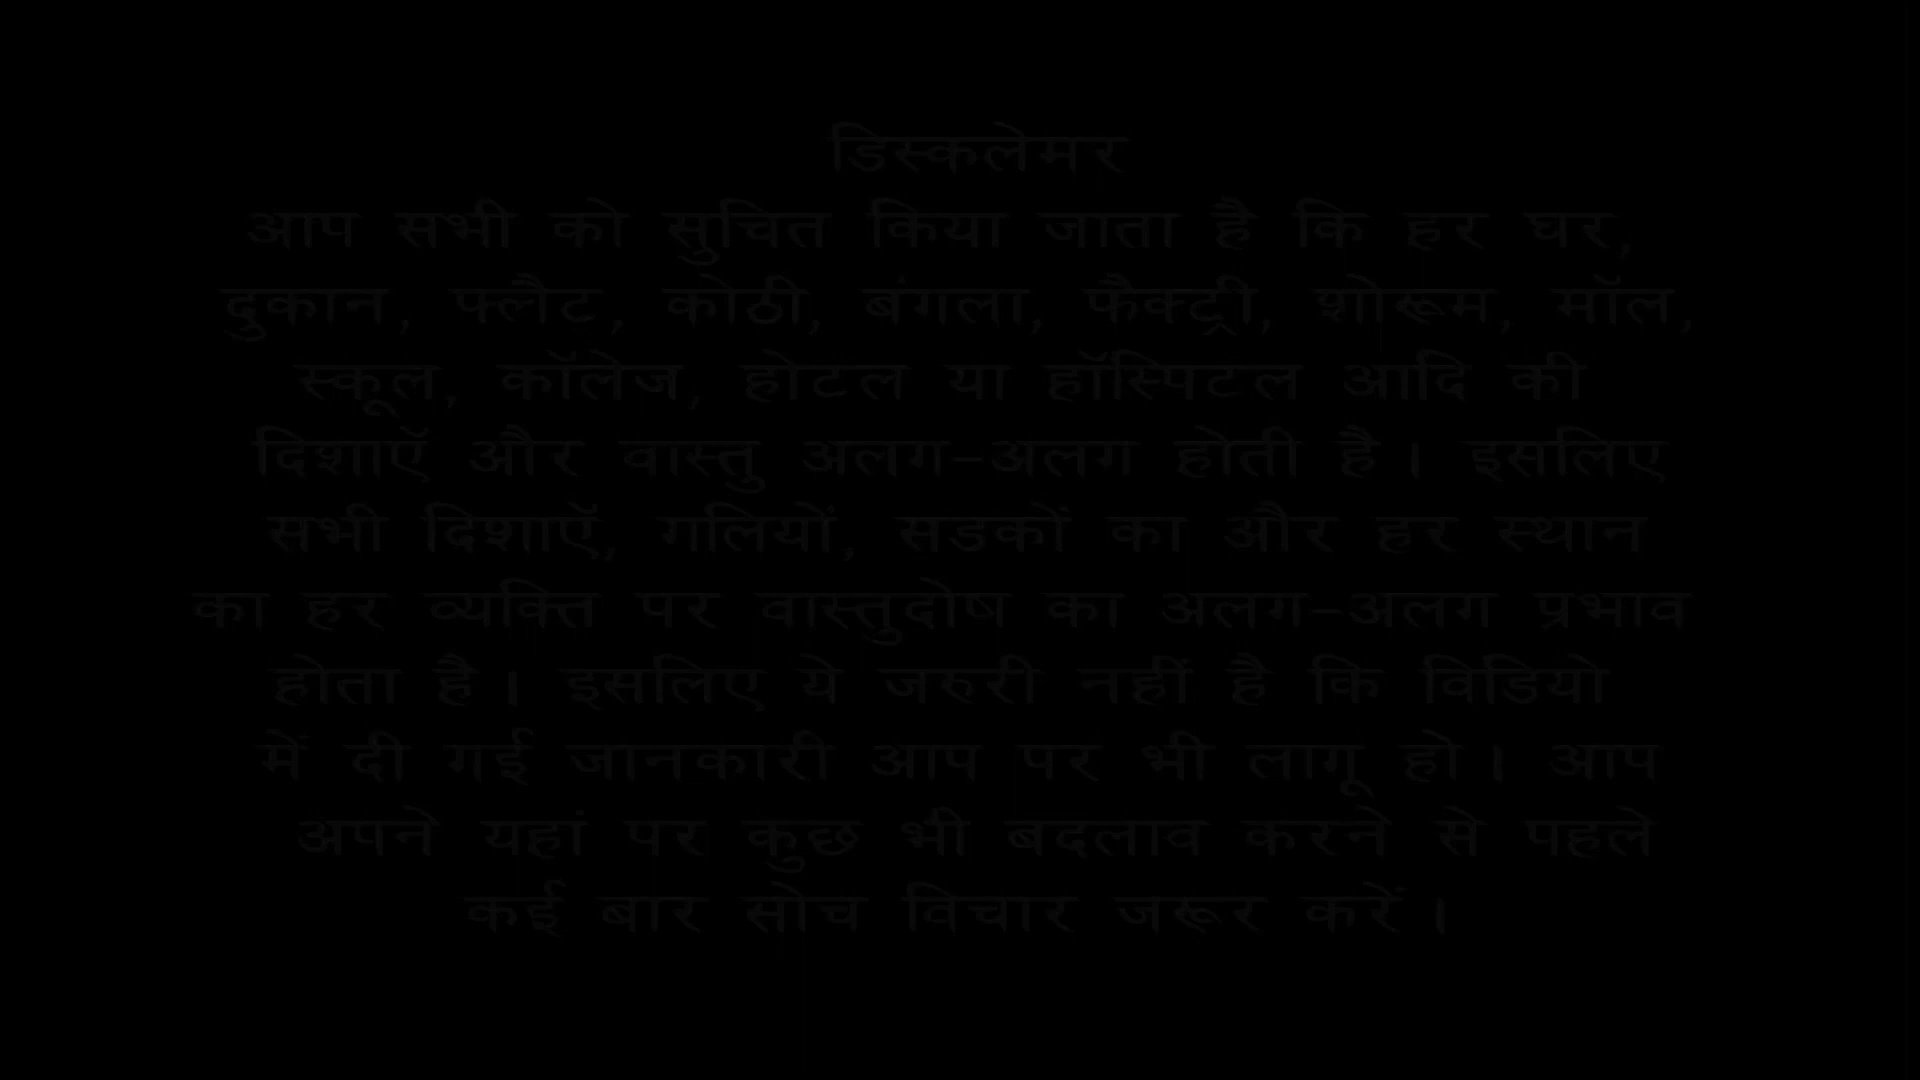 डिस्कलेमर
आप सभी को सुचित किया जाता है कि हर घर,
दुकान, फ्लैट, कोठी, बंगला, फैक्ट्री, शोरूम, मॉल,
स्कूल, कॉलेज, होटल या हॉस्पिटल आदि की
दिशाएँ और वास्तु अलग–अलग होती है। इसलिए
सभी दिशाएँ, गलियों, सडकों का और हर स्थान
का हर व्यक्ति पर वास्तुदोष का अलग–अलग प्रभाव
होता है। इसलिए ये जरुरी नहीं है कि विडियो
में दी गई जानकारी आप पर भी लागू हो। आप
अपने यहां पर कुछ भी बदलाव करने से पहले
कई बार सोच विचार जरूर करें।